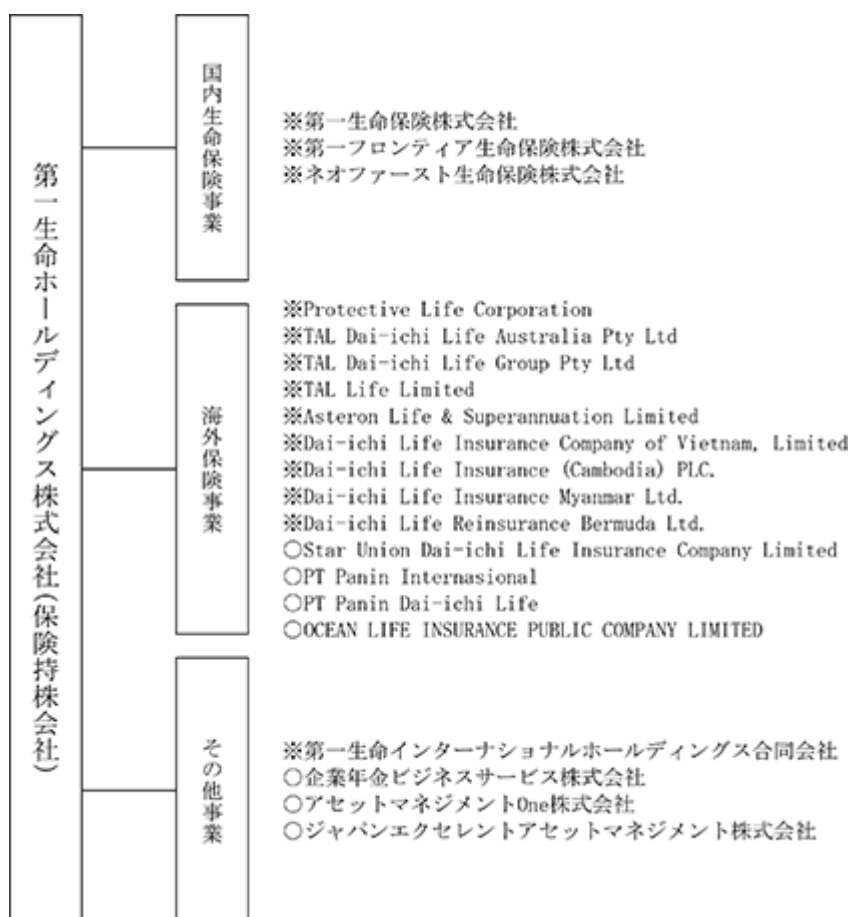 第一生命ホールディングス株式会社(保険持株会社)
国内生命保険事業
※第一生命保険株式会社
※第一フロンティア生命保険株式会社
※ネオファースト生命保険株式会社
海外保険事業
※Protective Life Corporation
※TAL Dai-ichi Life Australia Pty Ltd
※TAL Dai-ichi Life Group Pty Ltd
※TAL Life Limited
※Asteron Life & Superannuation Limited
※Dai-ichi Life Insurance Company of Vietnam, Limited
※Dai-ichi Life Insurance (Cambodia) PLC.
※Dai-ichi Life Insurance Myanmar Ltd.
※Dai-ichi Life Reinsurance Bermuda Ltd.
○Star Union Dai-ichi Life Insurance Company Limited
○PT Panin Internasional
○PT Panin Dai-ichi Life
○OCEAN LIFE INSURANCE PUBLIC COMPANY LIMITED
その他事業
※第一生命インターナショナルホールディングス合同会社
○企業年金ビジネスサービス株式会社
○アセットマネジメントOne株式会社
○ジャパンエクセレントアセットマネジメント株式会社